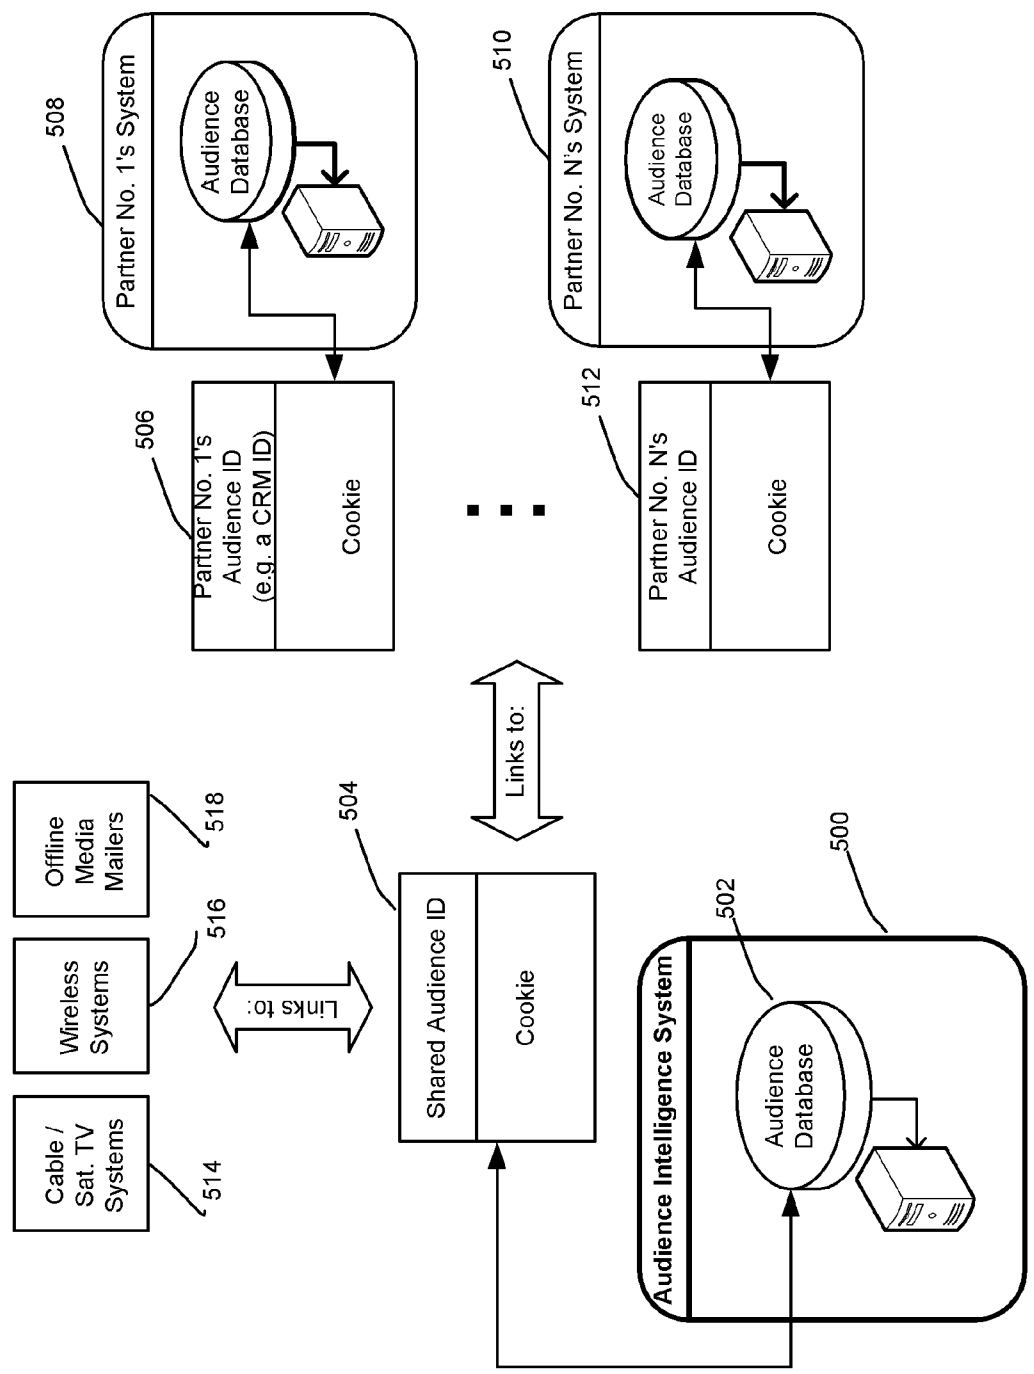 Cable /
Sat. TV
Systems
514
Wireless
Systems
516
Offline
Media
Mailers
518
Links to:
Shared Audience ID
Cookie
504
Links to:
Partner No. 1's
Audience ID
(e.g. a CRM ID)
Cookie
506
Partner No. 1's System
Audience
Database
508
Partner No. N's
Audience ID
Cookie
512
Partner No. N's System
Audience
Database
510
Audience Intelligence System
Audience
Database
502
500